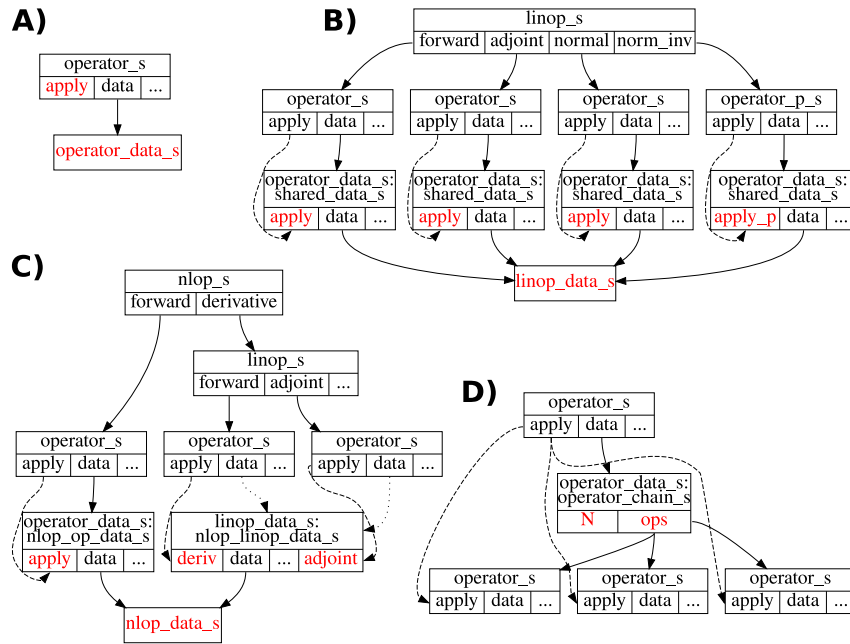 A)
operator_s
apply data ...
operator_data_s
B)
linop_s
forward adjoint normal norm_inv
operator_s operator_s operator_s operator_p_s
apply data ... apply data ... apply data ... apply data ...
operator_data_s: operator_data_s: operator_data_s: operator_data_s:
shared_data_s shared_data_s shared_data_s shared_data_s
apply data ... apply data ... apply data ... apply_p data ...
linop_data_s
C)
nlop_s
forward derivative
linop_s
forward adjoint ...
operator_s operator_s operator_s
apply data ... apply data ... apply data ...
operator_data_s: linop_data_s:
nlop_op_data_s nlop_linop_data_s
apply data ... deriv data ... adjoint
nlop_data_s
D)
operator_s
apply data ...
operator_data_s:
operator_chain_s
N ops
operator_s operator_s operator_s
apply data ... apply data ... apply data ...